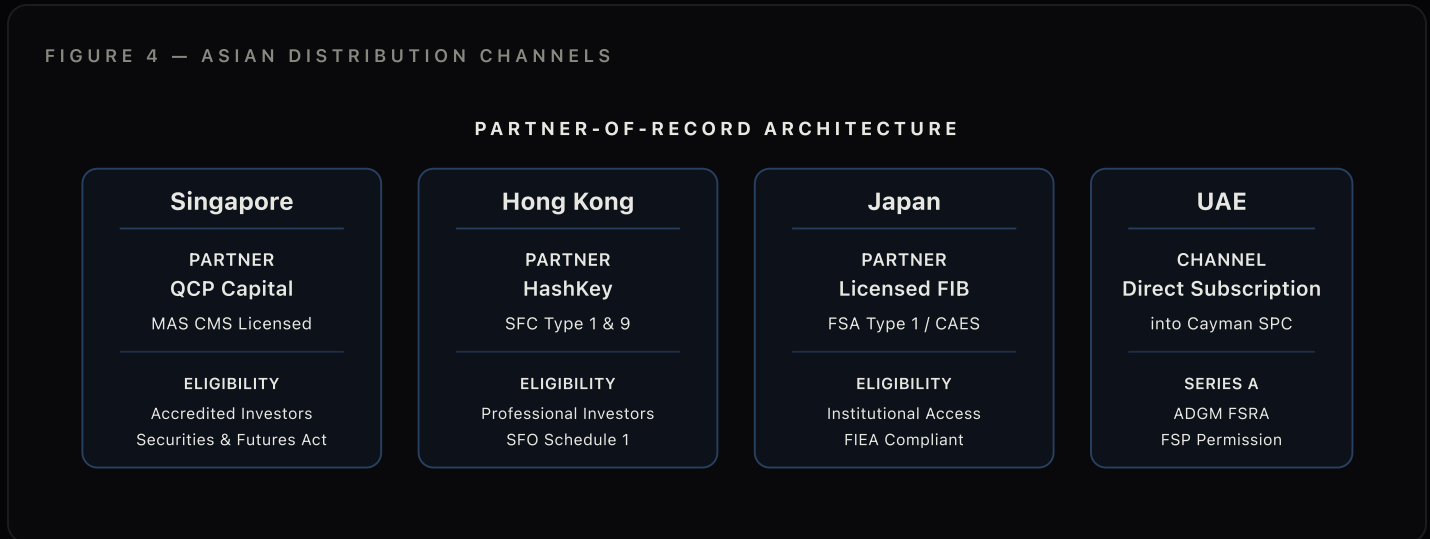 FIGURE 4 — ASIAN DISTRIBUTION CHANNELS
PARTNER-OF-RECORD ARCHITECTURE
Singapore
PARTNER
QCP Capital
MAS CMS Licensed
ELIGIBILITY
Accredited Investors
Securities & Futures Act
Hong Kong
PARTNER
HashKey
SFC Type 1 & 9
ELIGIBILITY
Professional Investors
SFO Schedule 1
Japan
PARTNER
Licensed FIB
FSA Type 1 / CAES
ELIGIBILITY
Institutional Access
FIEA Compliant
UAE
CHANNEL
Direct Subscription
into Cayman SPC
SERIES A
ADGM FSRA
FSP Permission